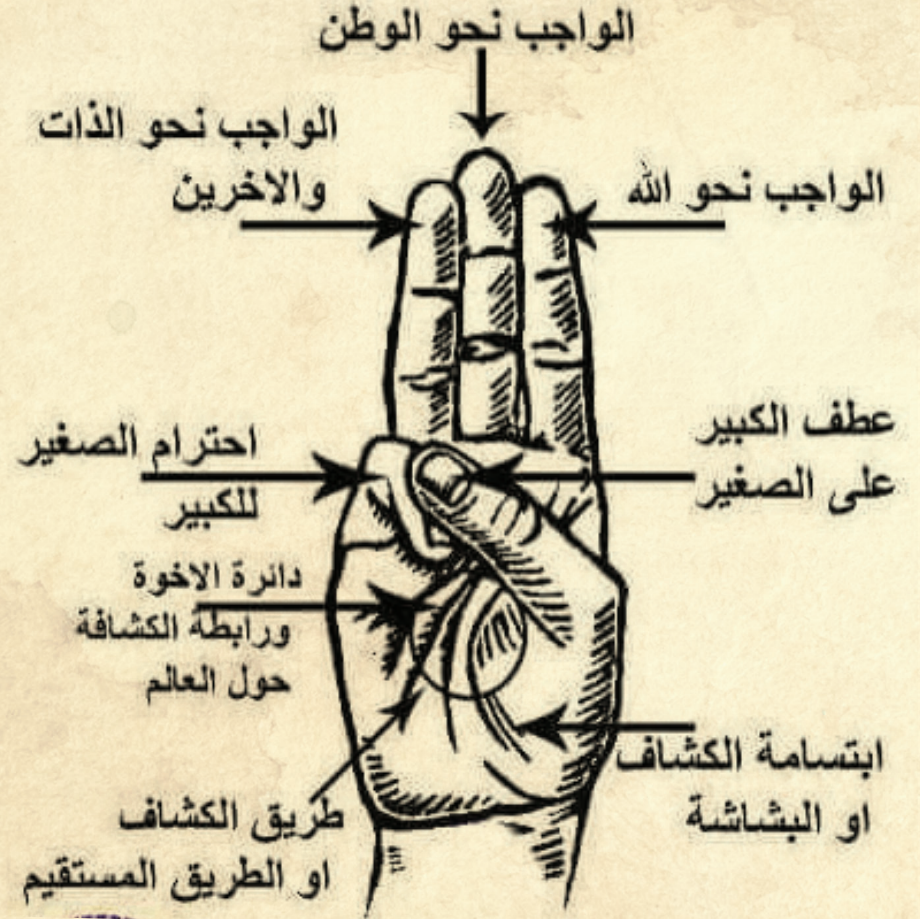 الواجب نحو الوطن
الواجب نحو الله
الواجب نحو الذات
والاخرين
عطف الكبير
على الصغير
احترام الصغير
للكبير
دائرة الاخوة
ورابطة الكشافة
حول العالم
ابتسامة الكشاف
او البشاشة
طريق الكشاف
او الطريق المستقيم